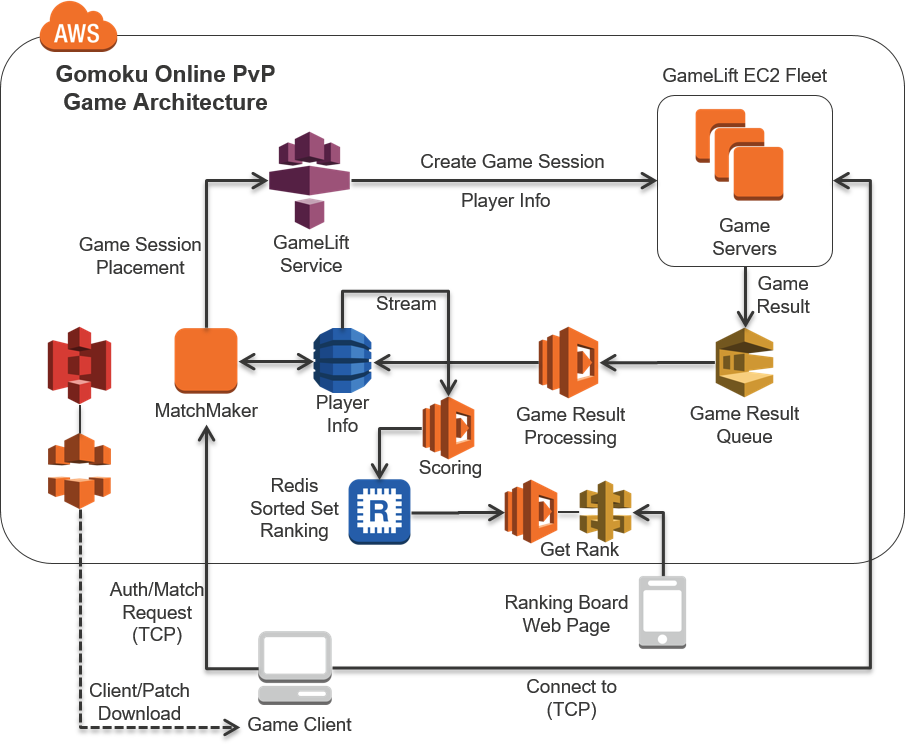 AWS
Gomoku Online PvP
Game Architecture
GameLift EC2 Fleet
Create Game Session
Player Info
Game
Servers
GameLift
Service
Game Session
Placement
Game
Result
Stream
MatchMaker
Player
Info
Game Result
Processing
Game Result
Queue
Scoring
Redis
Sorted Set
Ranking
R
Get Rank
Auth/Match
Request
(TCP)
Ranking Board
Web Page
Client/Patch
Download
Game Client
Connect to
(TCP)